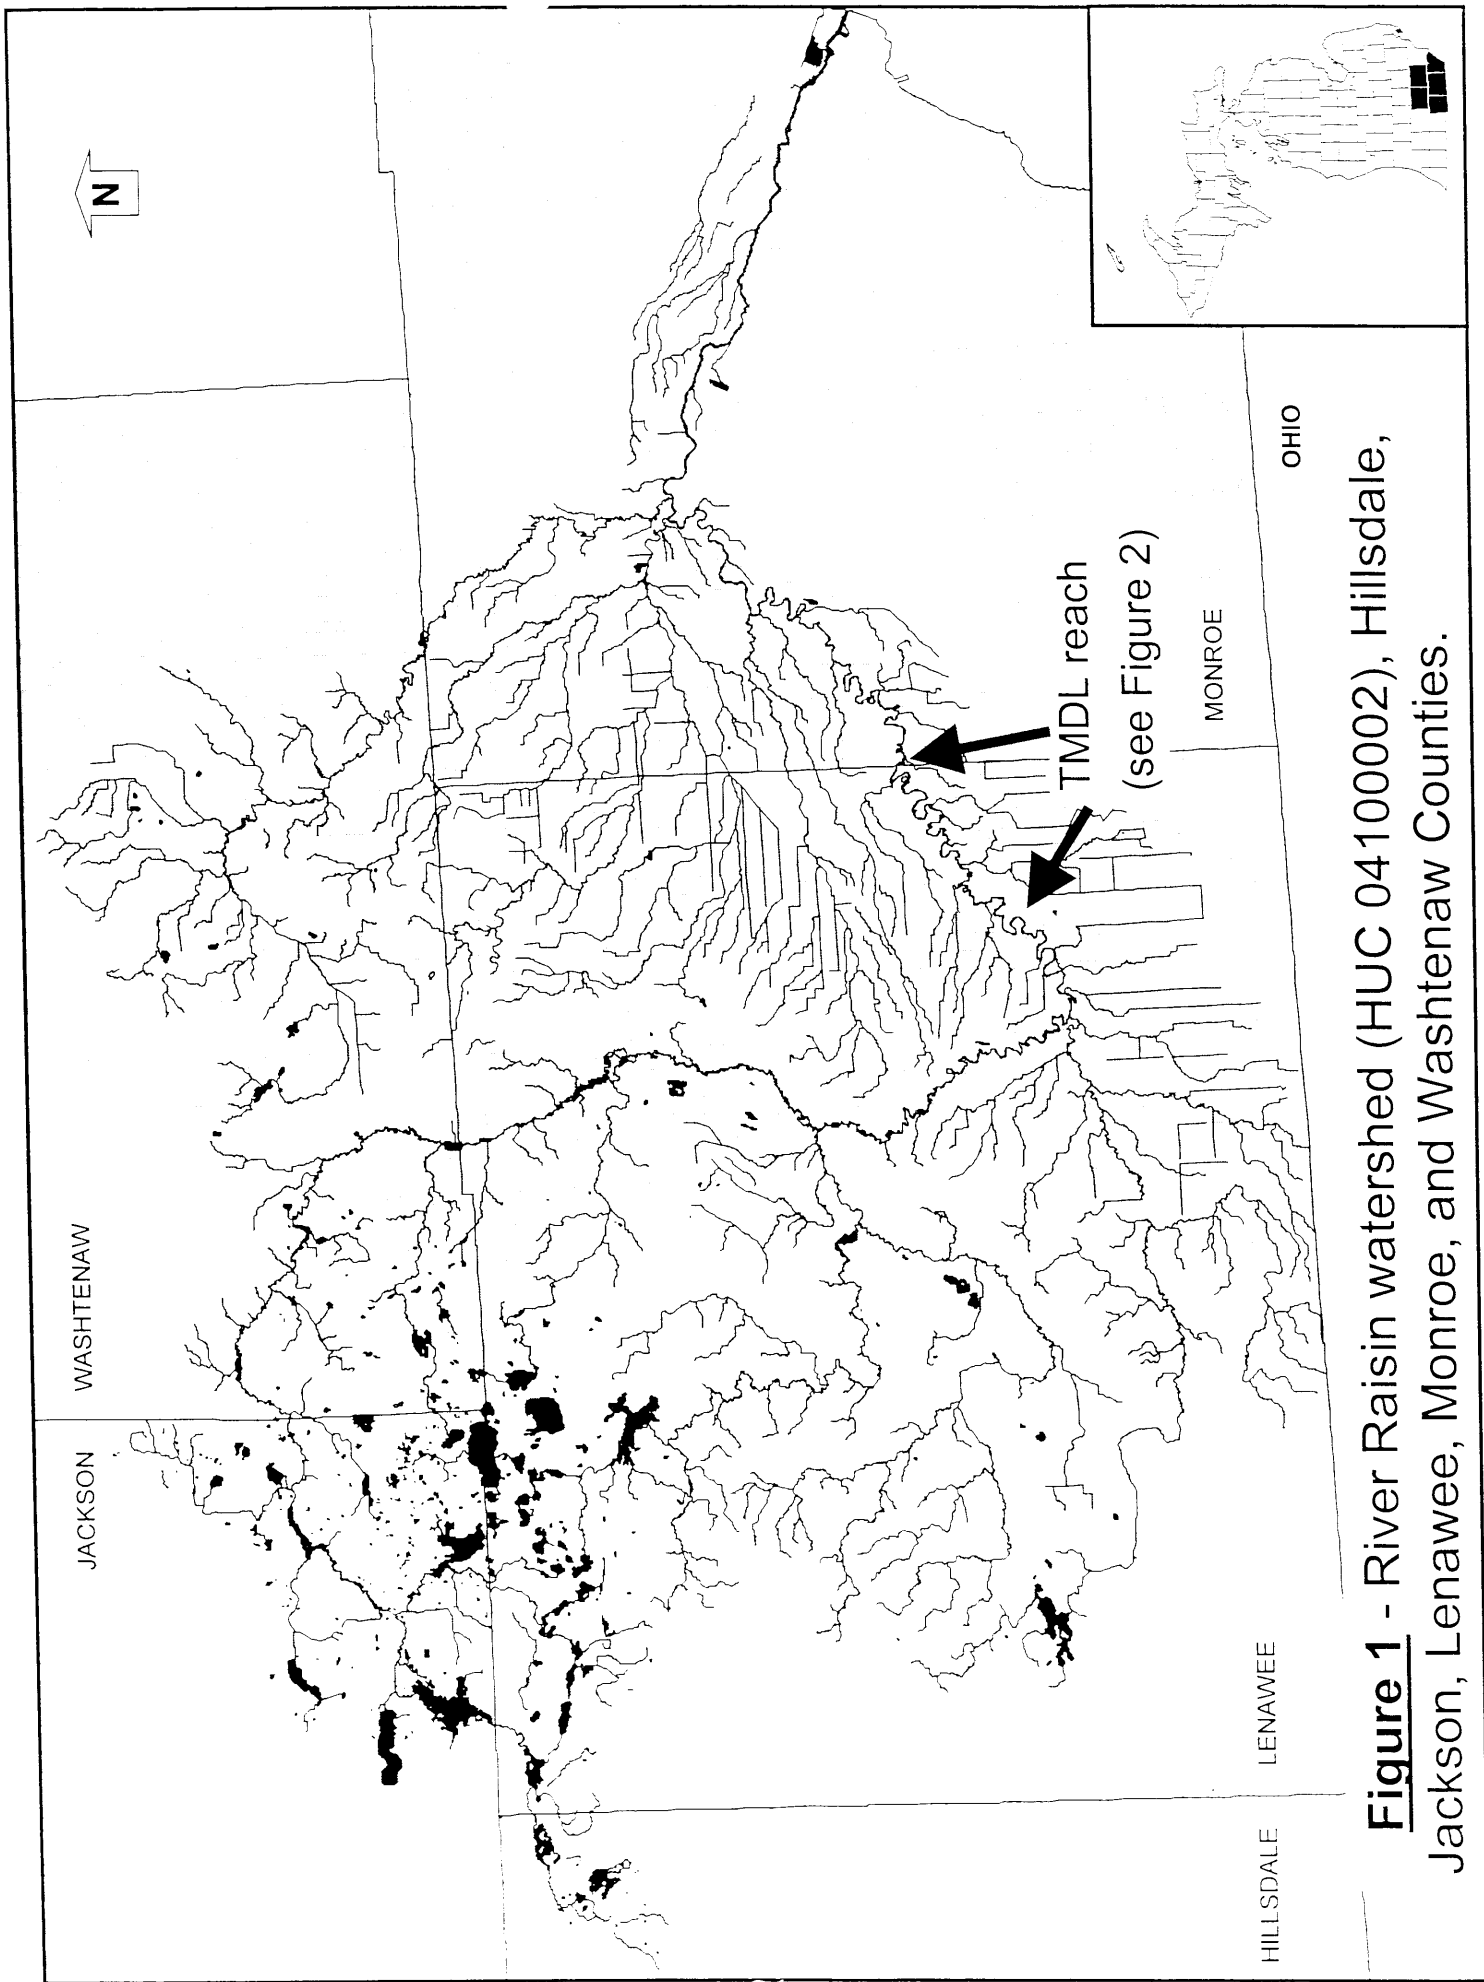 N
JACKSON
WASHTENAW
HILLSDALE
LENAWEE
MONROE
OHIO
TMDL reach
(see Figure 2)
Figure 1 - River Raisin watershed (HUC 04100002), Hillsdale,
Jackson, Lenawee, Monroe, and Washtenaw Counties.